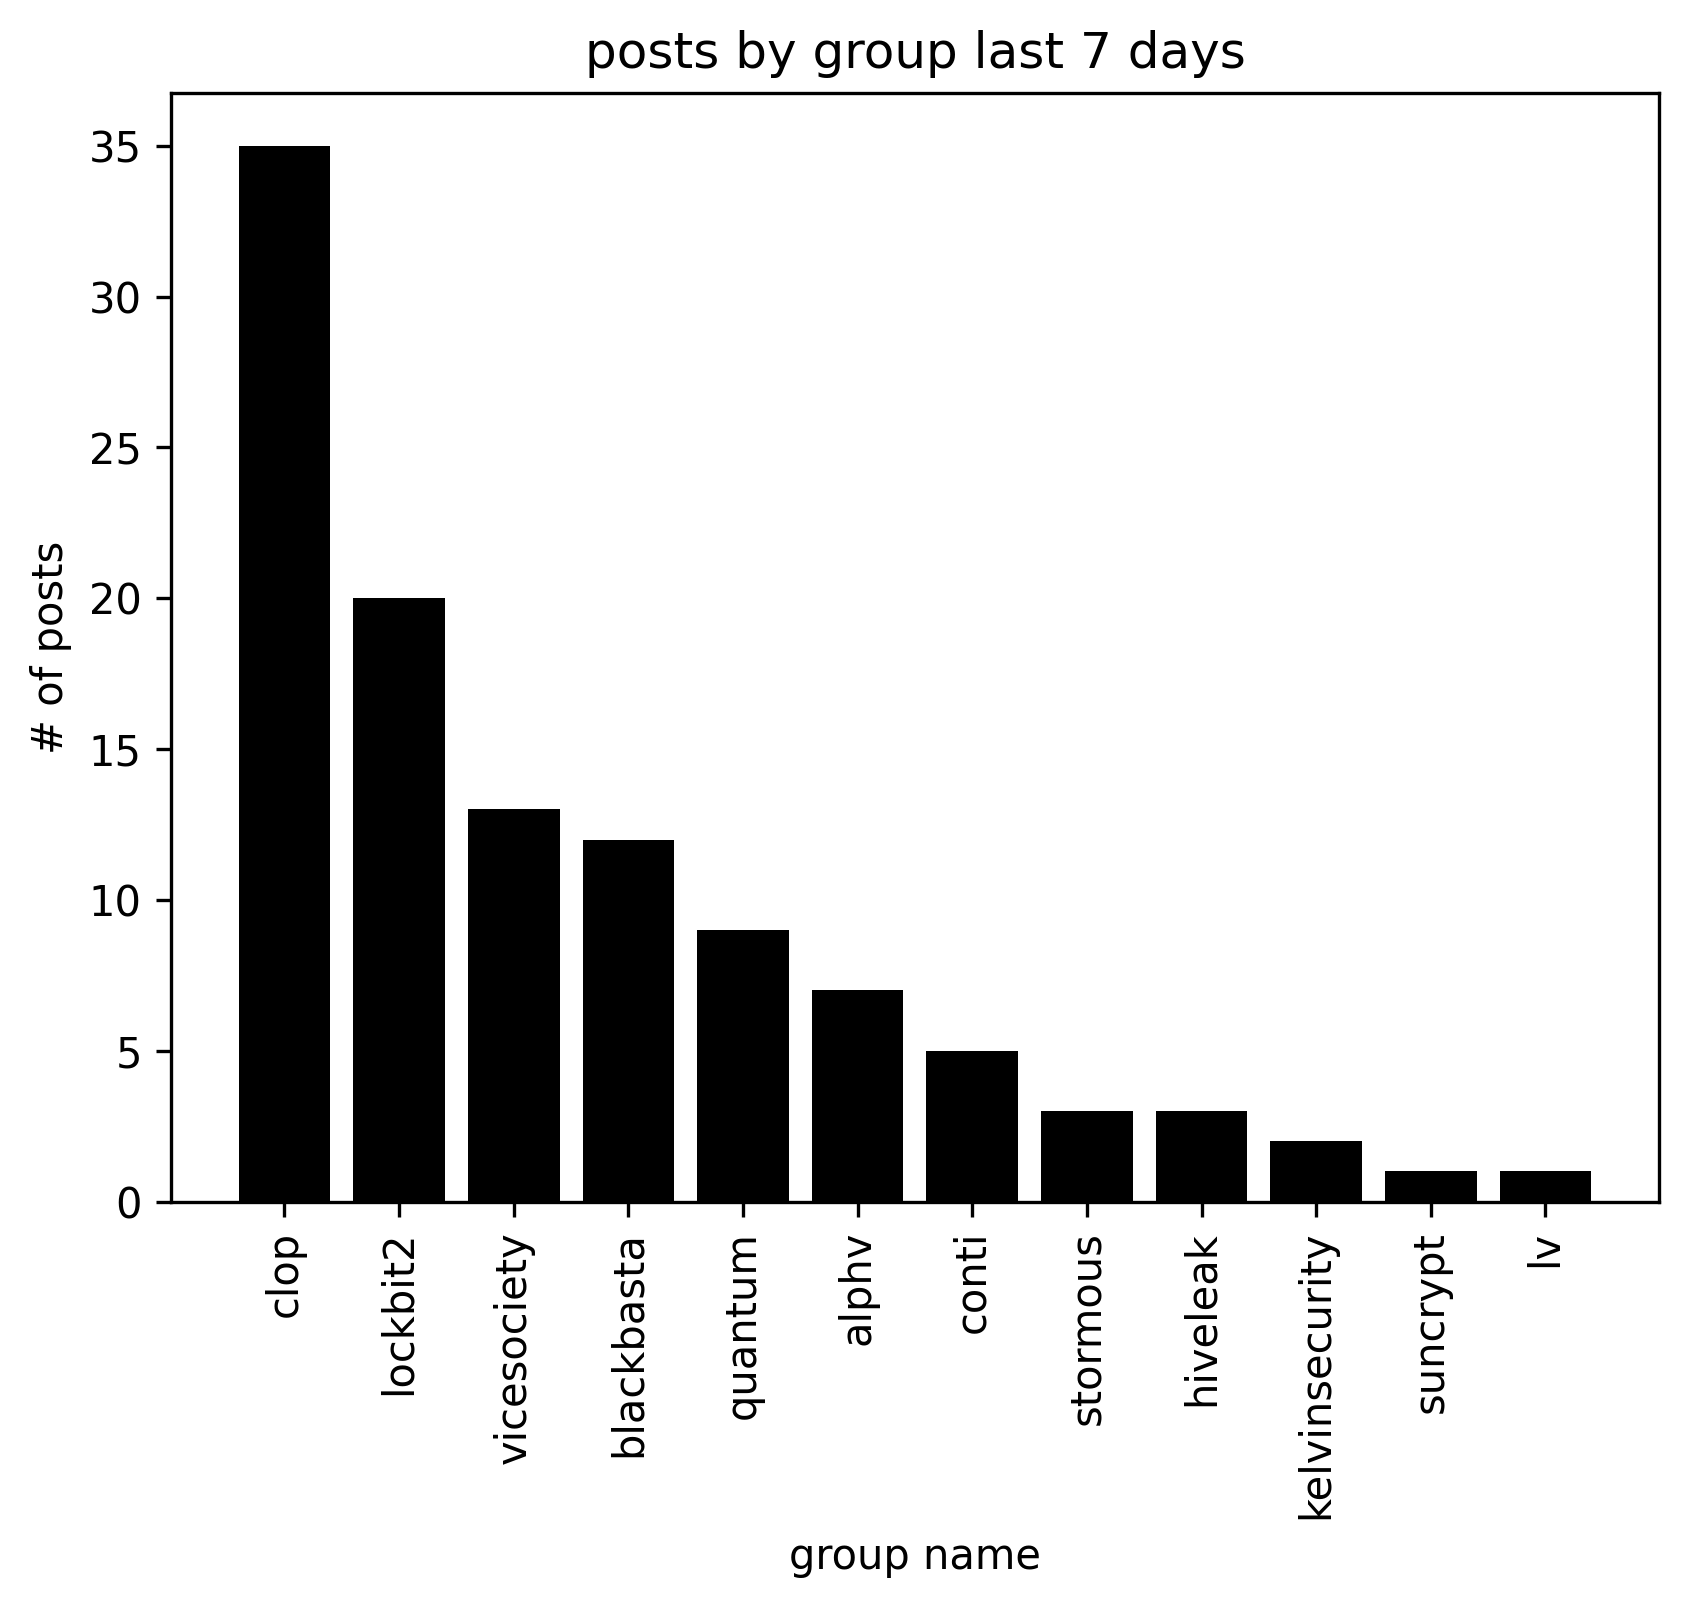 posts by group last 7 days
# of posts
35
30
25
20
15
10
5
0
clop
lockbit2
vicesociety
blackbasta
quantum
alphv
conti
stormous
hiveleak
kelvinsecurity
suncrypt
lv
group name